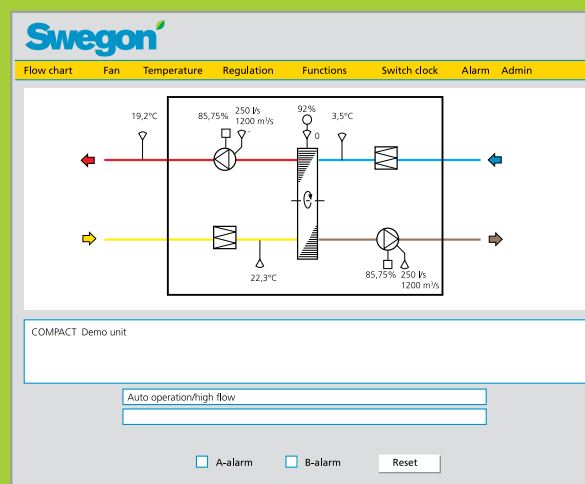 Swegon
Flow chart Fan Temperature Regulation Functions Switch clock Alarm Admin
19,2°C 85,75% 250 l/s 92% 3,5°C
1200 m³/s
0
22,3°C 85,75% 250 l/s
1200 m³/s
COMPACT Demo unit
Auto operation/high flow
A-alarm B-alarm Reset